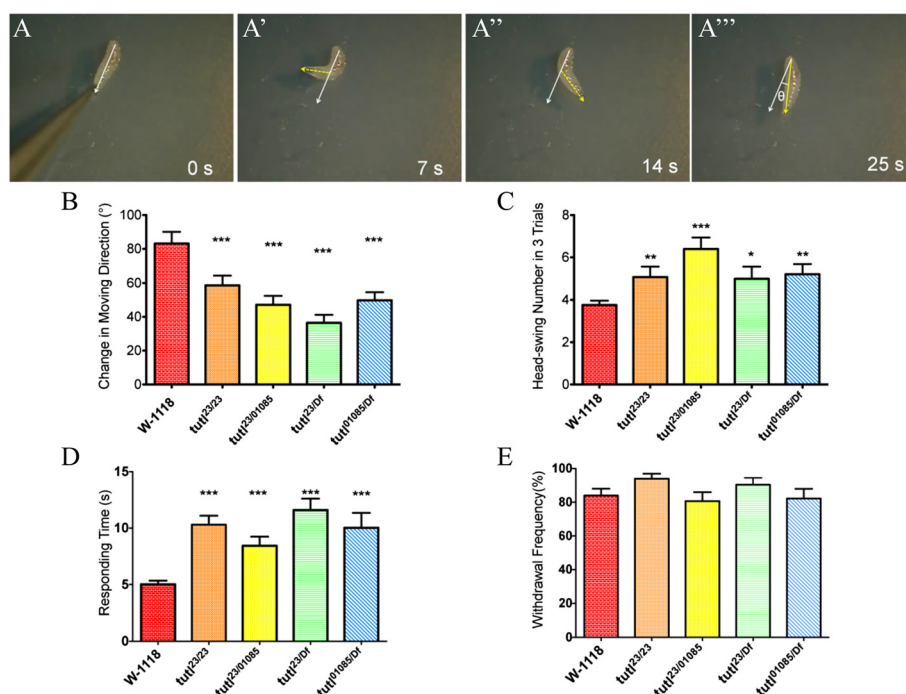 A
A'
A''
A'''
θ
0 s
7 s
14 s
25 s
B
Change in Moving Direction (°)
100
80
60
40
20
0
***
***
***
***
W-1118
tutl23/23
tutl23/01085
tutl23/Df
tutl01085/Df
C
Head-swing Number in 3 Trials
8
6
4
2
0
**
***
*
**
W-1118
tutl23/23
tutl23/01085
tutl23/Df
tutl01085/Df
D
Responding Time (s)
15
10
5
0
***
***
***
***
W-1118
tutl23/23
tutl23/01085
tutl23/Df
tutl01085/Df
E
Withdrawal Frequency(%)
100
80
60
40
20
0
W-1118
tutl23/23
tutl23/01085
tutl23/Df
tutl01085/Df